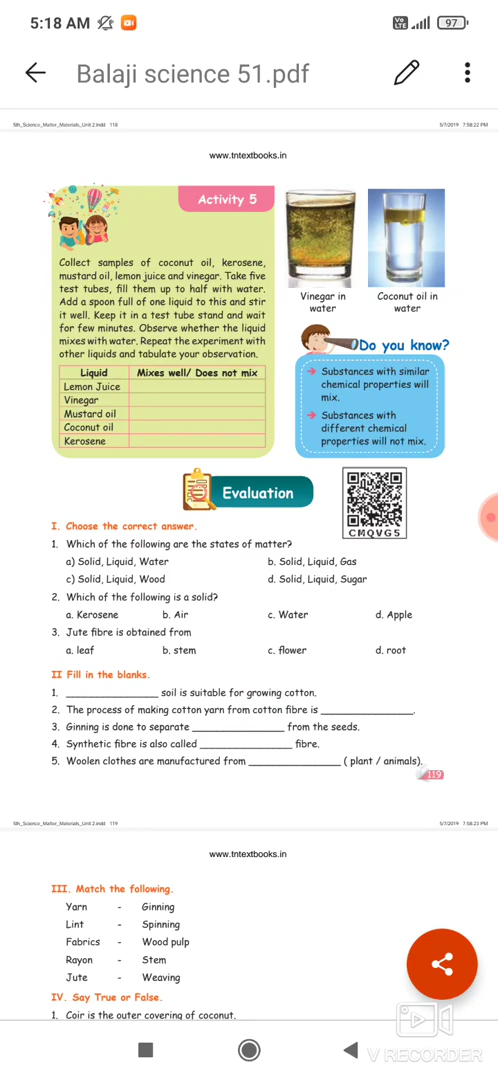 5:18 AM
Vo LTE 97
Balaji science 51.pdf
5th_Science_Matter_Materials_Unit 2.indd 118
5/7/2019 7:58:22 PM
www.tntextbooks.in
Activity 5
Collect samples of coconut oil, kerosene,
mustard oil, lemon juice and vinegar. Take five
test tubes, fill them up to half with water.
Add a spoon full of one liquid to this and stir
it well. Keep it in a test tube stand and wait
for few minutes. Observe whether the liquid
mixes with water. Repeat the experiment with
other liquids and tabulate your observation.
Liquid Mixes well/ Does not mix
Lemon Juice
Vinegar
Mustard oil
Coconut oil
Kerosene
Vinegar in
water
Coconut oil in
water
Do you know?
Substances with similar
chemical properties will
mix.
Substances with
different chemical
properties will not mix.
Evaluation
CMQVG5
I. Choose the correct answer.
1. Which of the following are the states of matter?
a) Solid, Liquid, Water b. Solid, Liquid, Gas
c) Solid, Liquid, Wood d. Solid, Liquid, Sugar
2. Which of the following is a solid?
a. Kerosene b. Air c. Water d. Apple
3. Jute fibre is obtained from
a. leaf b. stem c. flower d. root
II Fill in the blanks.
1. ________________ soil is suitable for growing cotton.
2. The process of making cotton yarn from cotton fibre is ________________.
3. Ginning is done to separate ________________ from the seeds.
4. Synthetic fibre is also called ________________ fibre.
5. Woolen clothes are manufactured from ________________ ( plant / animals).
119
5th_Science_Matter_Materials_Unit 2.indd 119
5/7/2019 7:58:23 PM
www.tntextbooks.in
III. Match the following.
Yarn - Ginning
Lint - Spinning
Fabrics - Wood pulp
Rayon - Stem
Jute - Weaving
IV. Say True or False.
1. Coir is the outer covering of coconut.
V RECORDER